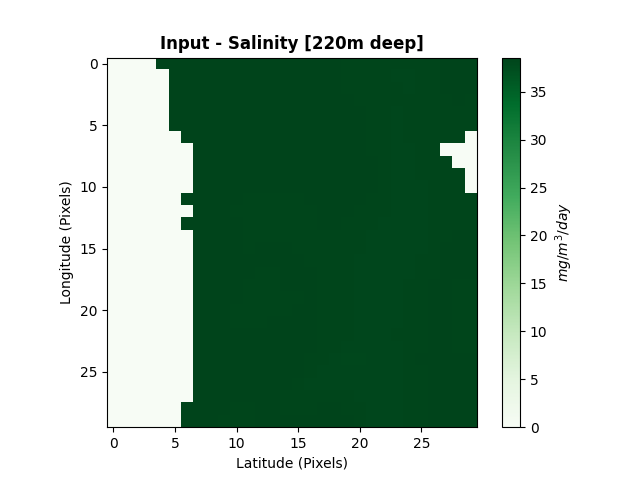 Input - Salinity [220m deep]
0
5
10
15
20
25
Longitude (Pixels)
0 5 10 15 20 25
Latitude (Pixels)
35
30
25
20
15
10
5
0
mg/m³/day